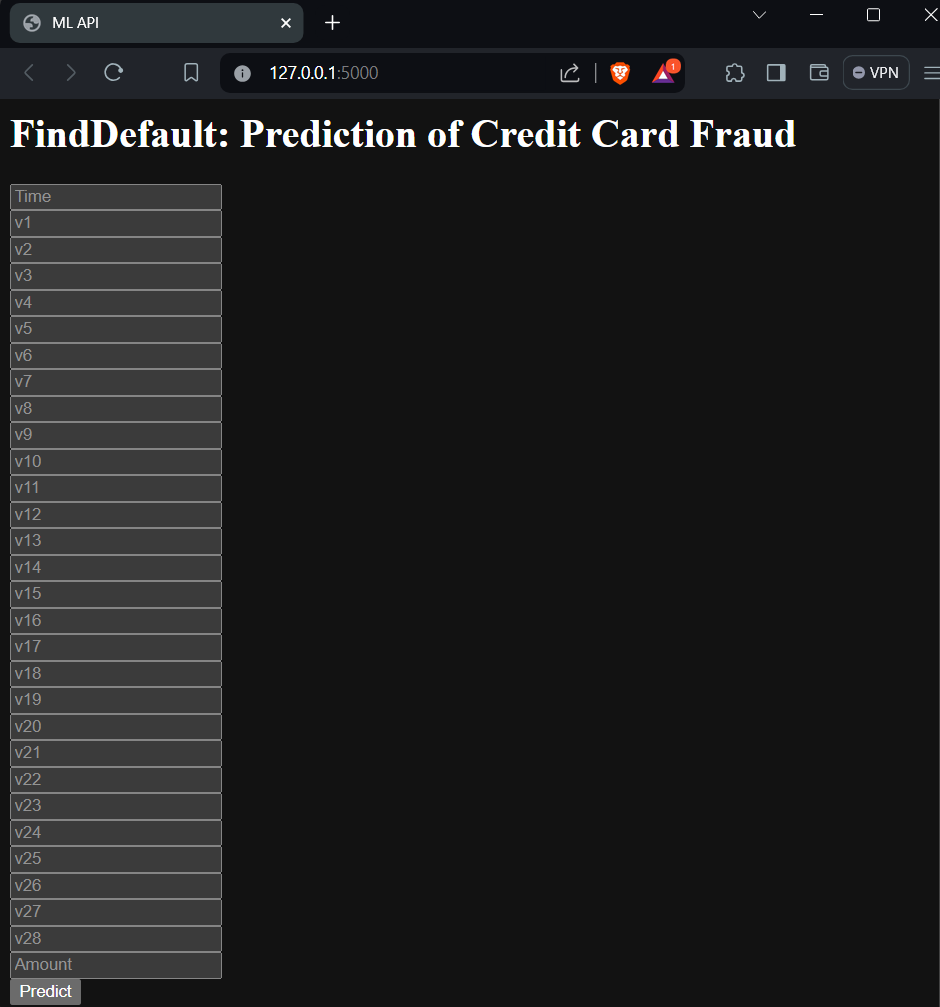 ML API
127.0.0.1:5000
1
VPN
FindDefault: Prediction of Credit Card Fraud
Time
v1
v2
v3
v4
v5
v6
v7
v8
v9
v10
v11
v12
v13
v14
v15
v16
v17
v18
v19
v20
v21
v22
v23
v24
v25
v26
v27
v28
Amount
Predict